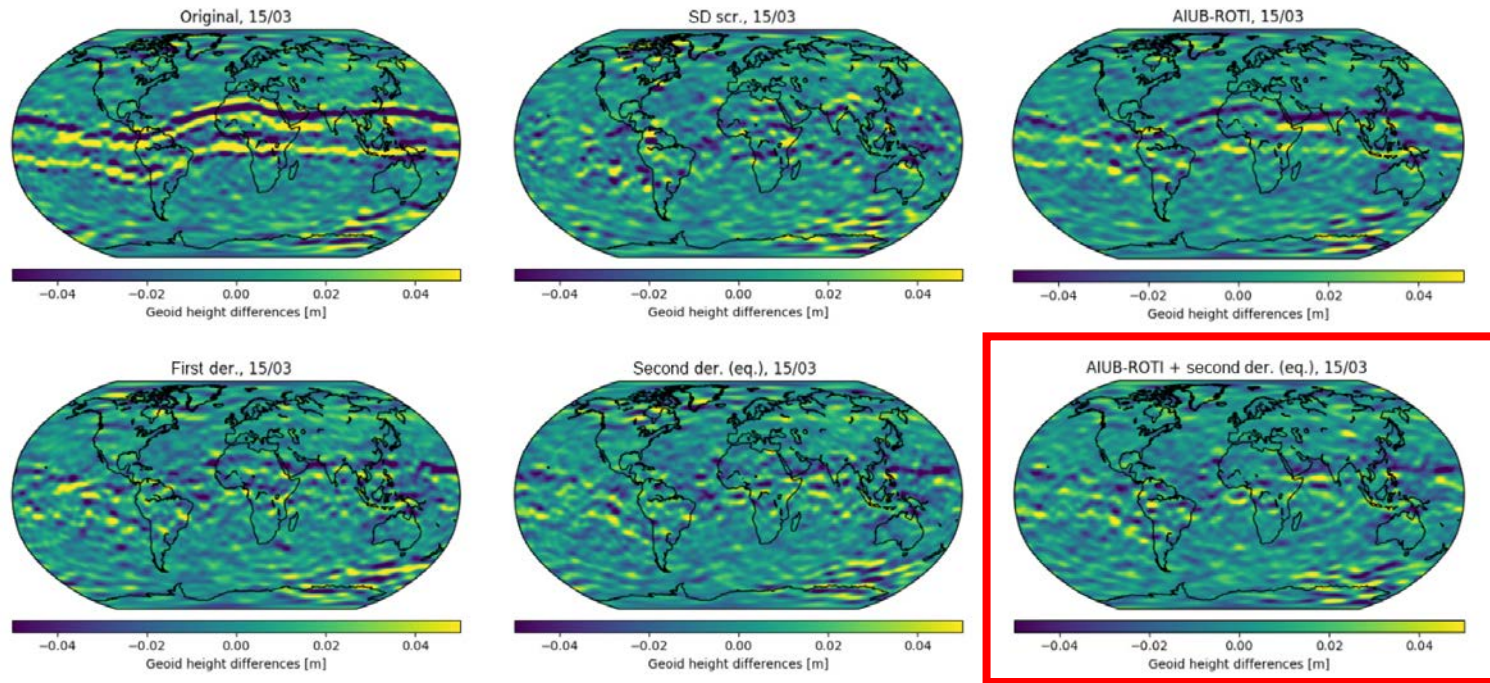 Original, 15/03
SD scr., 15/03
AIUB-ROTI, 15/03
−0.04 −0.02 0.00 0.02 0.04
Geoid height differences [m]
−0.04 −0.02 0.00 0.02 0.04
Geoid height differences [m]
−0.04 −0.02 0.00 0.02 0.04
Geoid height differences [m]
First der., 15/03
Second der. (eq.), 15/03
AIUB-ROTI + second der. (eq.), 15/03
−0.04 −0.02 0.00 0.02 0.04
Geoid height differences [m]
−0.04 −0.02 0.00 0.02 0.04
Geoid height differences [m]
−0.04 −0.02 0.00 0.02 0.04
Geoid height differences [m]